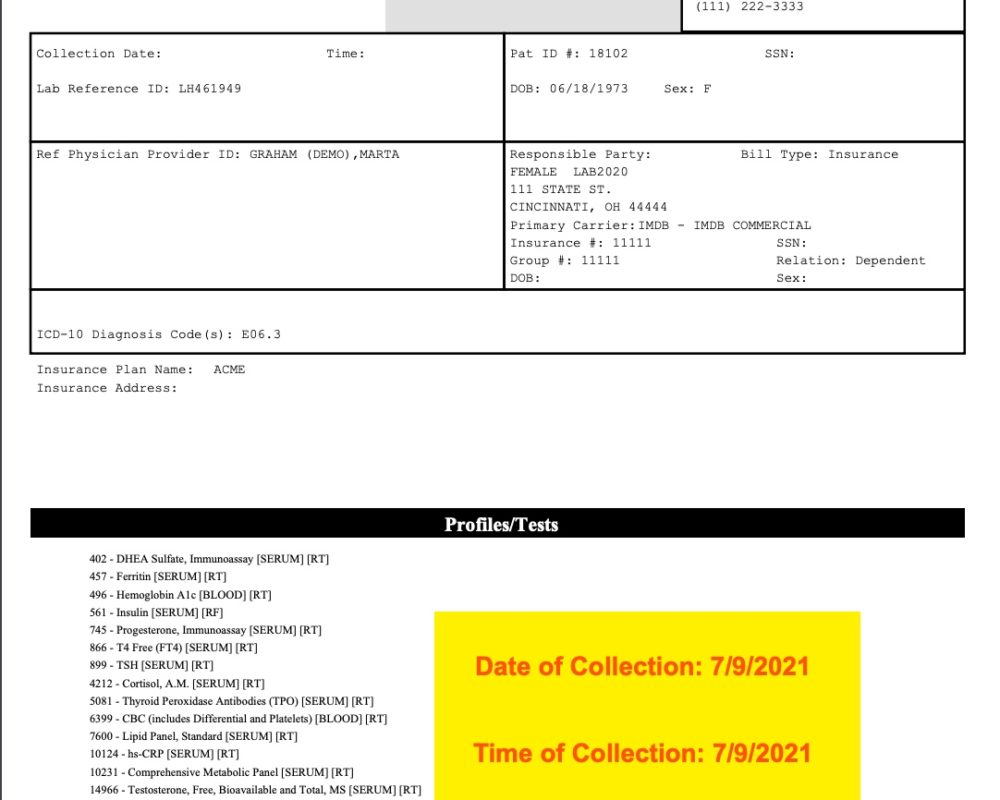 (111) 222-3333
Collection Date: Time:
Pat ID #: 18102 SSN:
Lab Reference ID: LH461949
DOB: 06/18/1973 Sex: F
Ref Physician Provider ID: GRAHAM (DEMO),MARTA
Responsible Party: Bill Type: Insurance
FEMALE LAB2020
111 STATE ST.
CINCINNATI, OH 44444
Primary Carrier: IMDB - IMDB COMMERCIAL
Insurance #: 11111 SSN:
Group #: 11111 Relation: Dependent
DOB: Sex:
ICD-10 Diagnosis Code(s): E06.3
Insurance Plan Name: ACME
Insurance Address:
Profiles/Tests
402 - DHEA Sulfate, Immunoassay [SERUM] [RT]
457 - Ferritin [SERUM] [RT]
496 - Hemoglobin A1c [BLOOD] [RT]
561 - Insulin [SERUM] [RF]
745 - Progesterone, Immunoassay [SERUM] [RT]
866 - T4 Free (FT4) [SERUM] [RT]
899 - TSH [SERUM] [RT]
4212 - Cortisol, A.M. [SERUM] [RT]
5081 - Thyroid Peroxidase Antibodies (TPO) [SERUM] [RT]
6399 - CBC (includes Differential and Platelets) [BLOOD] [RT]
7600 - Lipid Panel, Standard [SERUM] [RT]
10124 - hs-CRP [SERUM] [RT]
10231 - Comprehensive Metabolic Panel [SERUM] [RT]
14966 - Testosterone, Free, Bioavailable and Total, MS [SERUM] [RT]
Date of Collection: 7/9/2021
Time of Collection: 7/9/2021